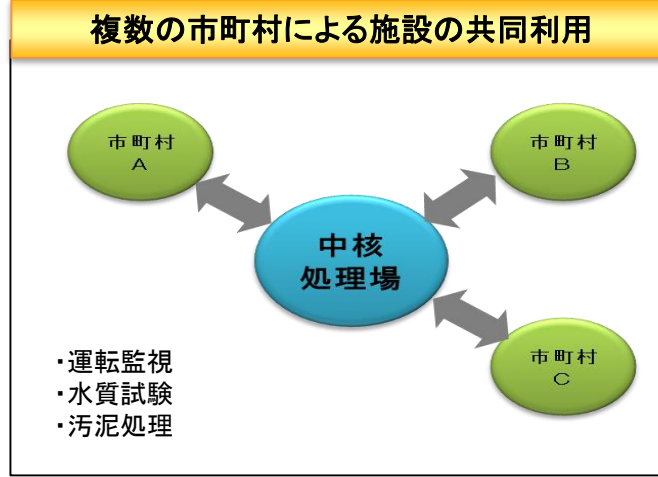 複数の市町村による施設の共同利用
市町村
A
市町村
B
中核
処理場
市町村
C
・運転監視
・水質試験
・汚泥処理